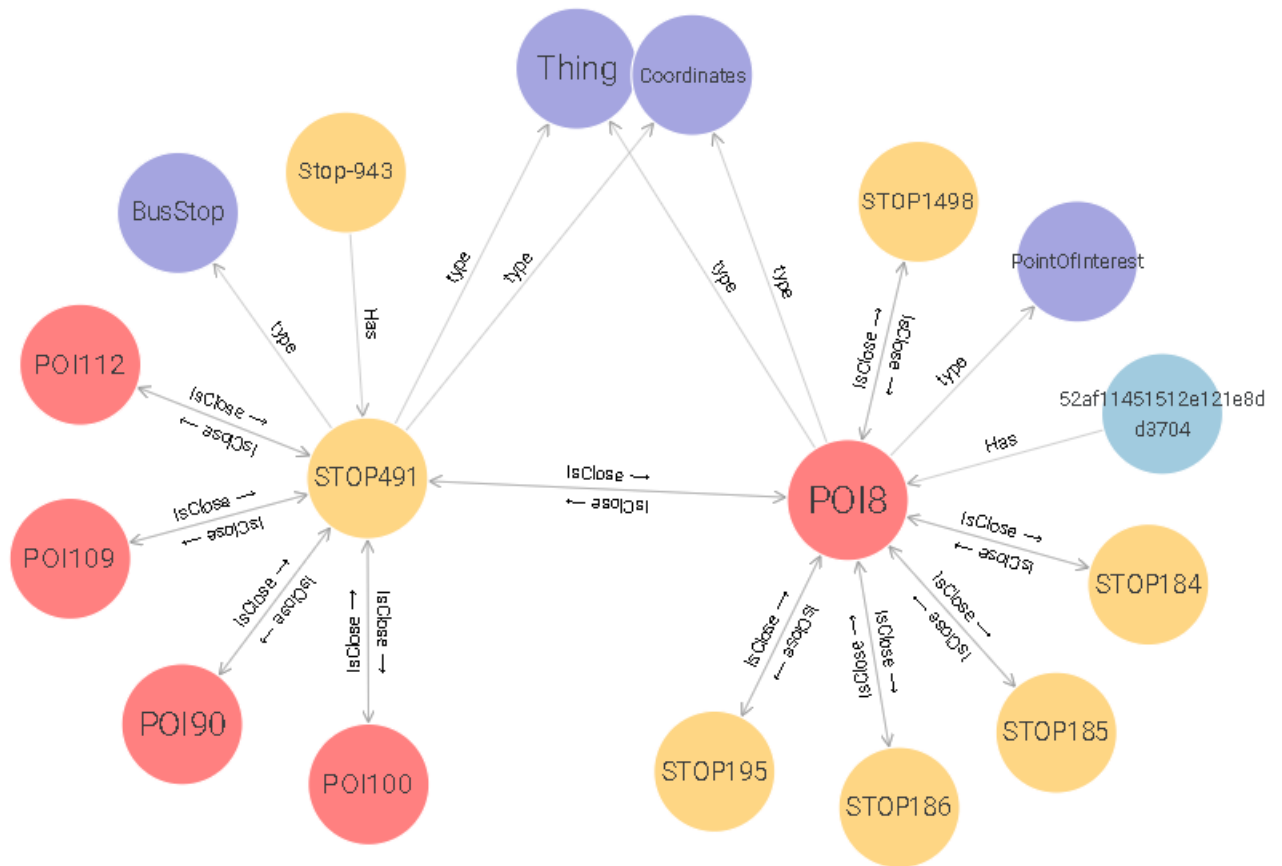 Thing
Coordinates
Stop-943
BusStop
STOP1498
PointOfInterest
type
type
type
type
Has
type
IsClose →
IsClose →
type
POI112
52af11451512e121e8d
d3704
IsClose →
IsClose →
Has
STOP491
IsClose →
IsClose →
POI8
IsClose →
IsClose →
POI109
IsClose →
IsClose →
STOP184
IsClose →
IsClose →
IsClose →
IsClose →
IsClose →
IsClose →
IsClose →
IsClose →
IsClose →
IsClose →
IsClose →
IsClose →
POI90
POI100
STOP195
STOP186
STOP185